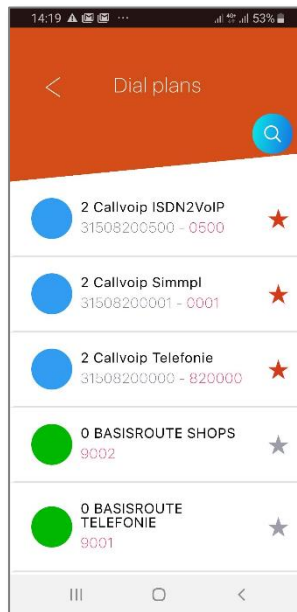 14:19 53%
Dial plans
2 Callvoip ISDN2VoIP
31508200500 - 0500
2 Callvoip Simmpl
31508200001 - 0001
2 Callvoip Telefonie
31508200000 - 820000
0 BASISROUTE SHOPS
9002
0 BASISROUTE
TELEFONIE
9001